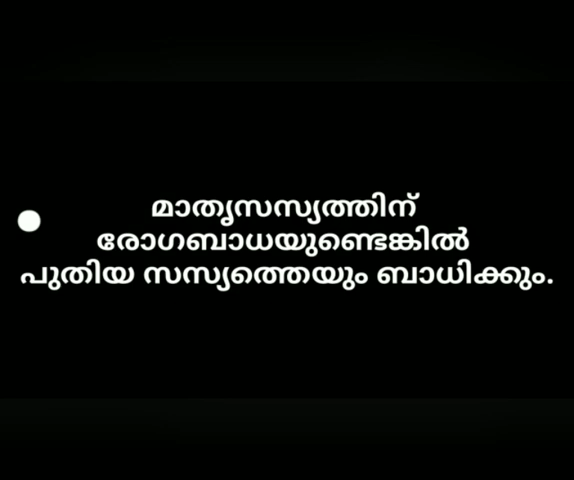 മാതൃസസ്യത്തിന്
രോഗബാധയുണ്ടെങ്കിൽ
പുതിയ സസ്യത്തെയും ബാധിക്കും.